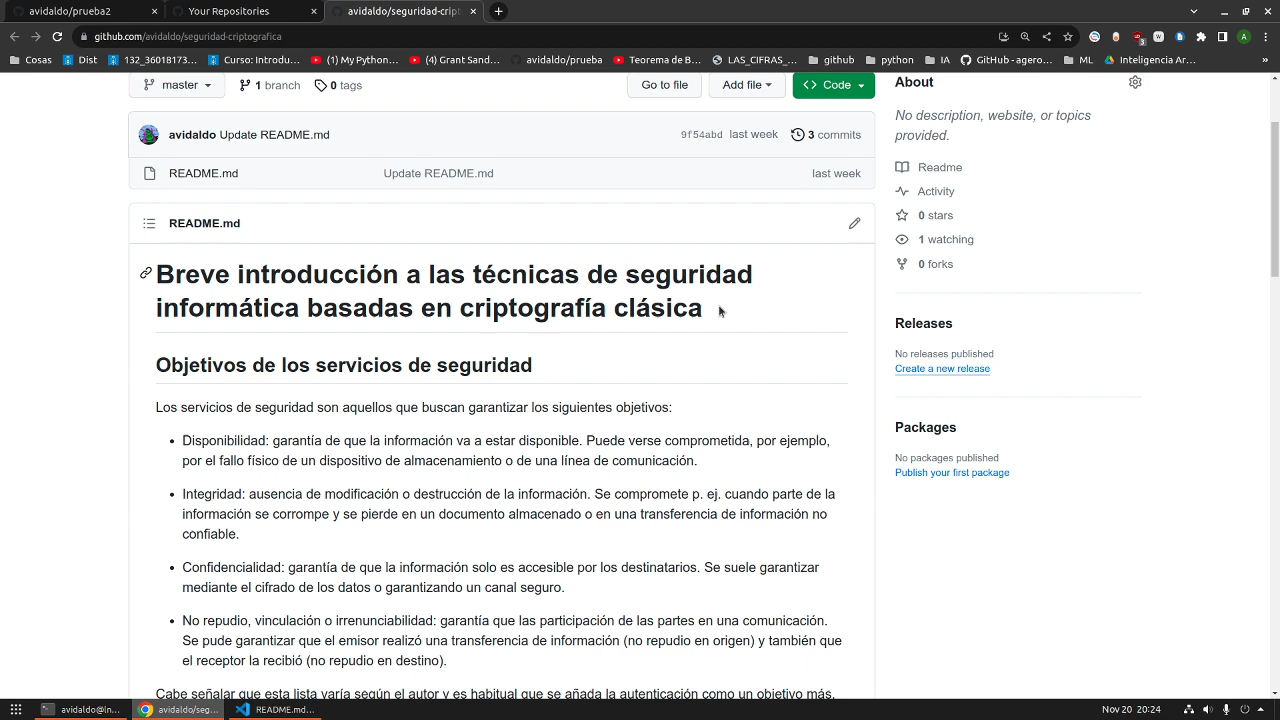 avidaldo/prueba2
Your Repositories
avidaldo/seguridad-cript
github.com/avidaldo/seguridad-criptografica
Cosas
Dist
132_36018173...
Curso: Introdu...
(1) My Python...
(4) Grant Sand...
avidaldo/prueba
Teorema de B...
LAS_CIFRAS_...
github
python
IA
GitHub - agero...
ML
Inteligencia Ar...
»
master
1 branch
0 tags
Go to file
Add file
Code
avidaldo Update README.md
9f54abd last week
3 commits
README.md
Update README.md
last week
README.md
Breve introducción a las técnicas de seguridad
informática basadas en criptografía clásica
Objetivos de los servicios de seguridad
Los servicios de seguridad son aquellos que buscan garantizar los siguientes objetivos:
• Disponibilidad: garantía de que la información va a estar disponible. Puede verse comprometida, por ejemplo,
por el fallo físico de un dispositivo de almacenamiento o de una línea de comunicación.
• Integridad: ausencia de modificación o destrucción de la información. Se compromete p. ej. cuando parte de la
información se corrompe y se pierde en un documento almacenado o en una transferencia de información no
confiable.
• Confidencialidad: garantía de que la información solo es accesible por los destinatarios. Se suele garantizar
mediante el cifrado de los datos o garantizando un canal seguro.
• No repudio, vinculación o irrenunciabilidad: garantía que las participación de las partes en una comunicación.
Se pude garantizar que el emisor realizó una transferencia de información (no repudio en origen) y también que
el receptor la recibió (no repudio en destino).
Cabe señalar que esta lista varía según el autor y es habitual que se añada la autenticación como un objetivo más.
About
No description, website, or topics
provided.
Readme
Activity
0 stars
1 watching
0 forks
Releases
No releases published
Create a new release
Packages
No packages published
Publish your first package
avidaldo@ln...
avidaldo/seg...
README.md...
Nov 20 20:24